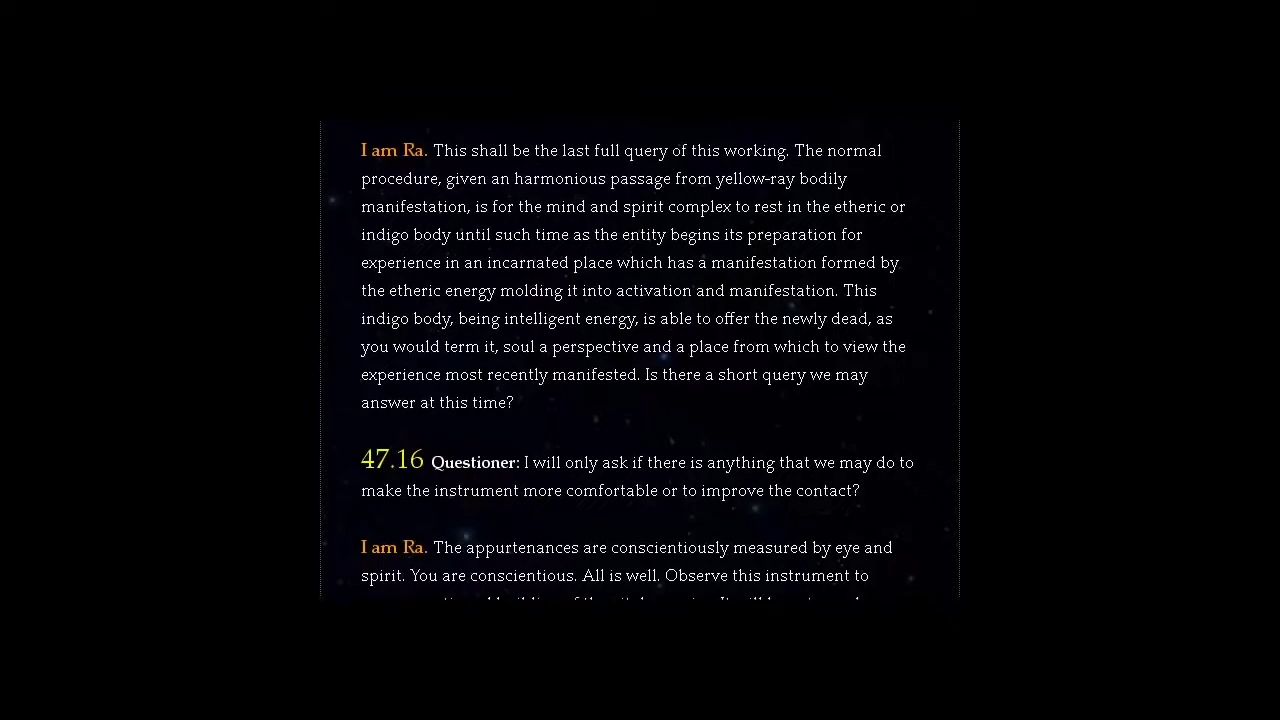 I am Ra. This shall be the last full query of this working. The normal
procedure, given an harmonious passage from yellow-ray bodily
manifestation, is for the mind and spirit complex to rest in the etheric or
indigo body until such time as the entity begins its preparation for
experience in an incarnated place which has a manifestation formed by
the etheric energy molding it into activation and manifestation. This
indigo body, being intelligent energy, is able to offer the newly dead, as
you would term it, soul a perspective and a place from which to view the
experience most recently manifested. Is there a short query we may
answer at this time?
47.16 Questioner: I will only ask if there is anything that we may do to
make the instrument more comfortable or to improve the contact?
I am Ra. The appurtenances are conscientiously measured by eye and
spirit. You are conscientious. All is well. Observe this instrument to